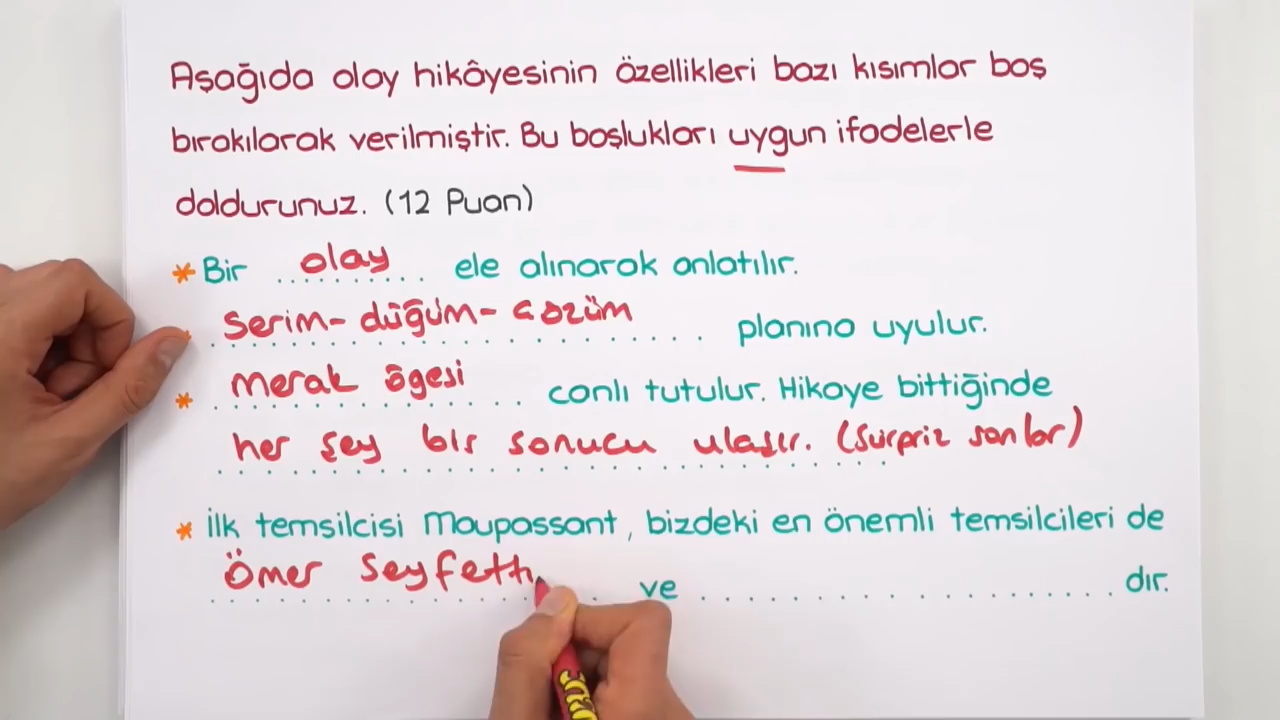 Aşağıda olay hikâyesinin özellikleri bazı kısımlar boş
bırakılarak verilmiştir. Bu boşlukları uygun ifadelerle
doldurunuz. (12 Puan)
* Bir olay ele alınarak anlatılır.
serim- düğüm- çözüm planına uyulur.
* merak ögesi canlı tutulur. Hikaye bittiğinde
her şey bir sonucu ulaşır. (sürpriz sonlar)
* İlk temsilcisi Maupassant, bizdeki en önemli temsilcileri de
Ömer Seyfett ve dır.